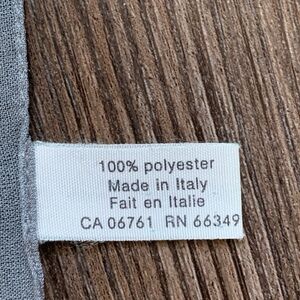 100% polyester
Made in Italy
Fait en Italie
CA 06761 RN 66349